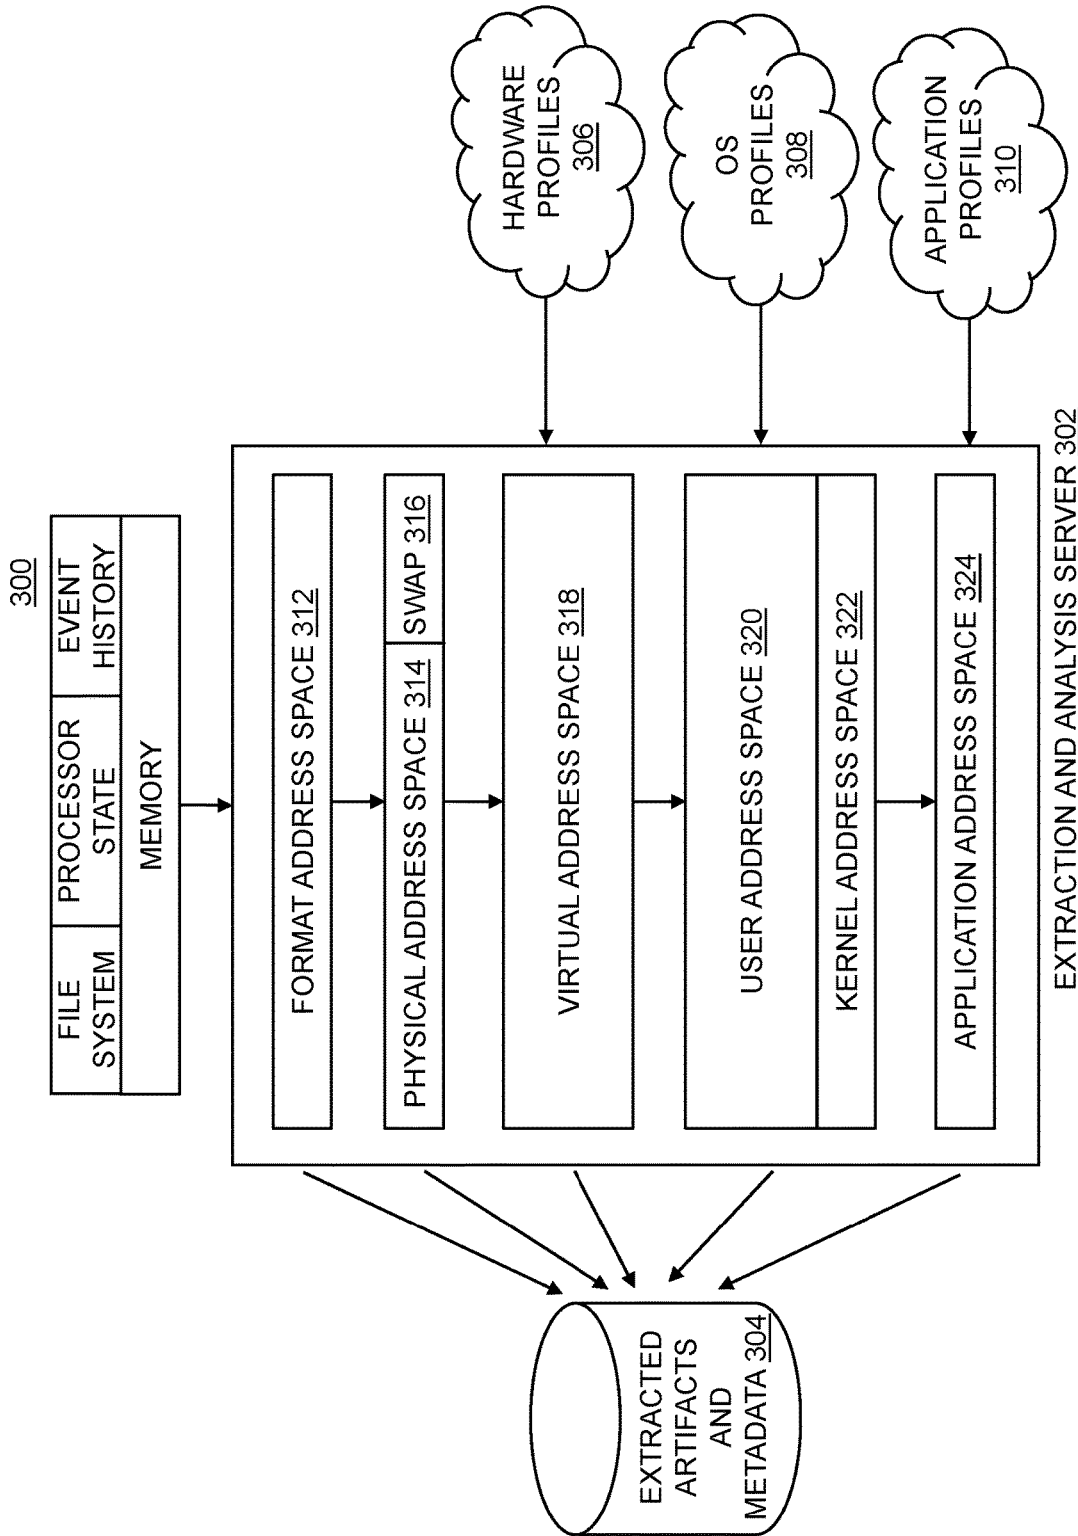 300
FILE
SYSTEM
PROCESSOR
STATE
EVENT
HISTORY
MEMORY
FORMAT ADDRESS SPACE 312
PHYSICAL ADDRESS SPACE 314
SWAP 316
VIRTUAL ADDRESS SPACE 318
USER ADDRESS SPACE 320
KERNEL ADDRESS SPACE 322
APPLICATION ADDRESS SPACE 324
EXTRACTION AND ANALYSIS SERVER 302
EXTRACTED
ARTIFACTS
AND
METADATA 304
HARDWARE
PROFILES
306
OS
PROFILES
308
APPLICATION
PROFILES
310